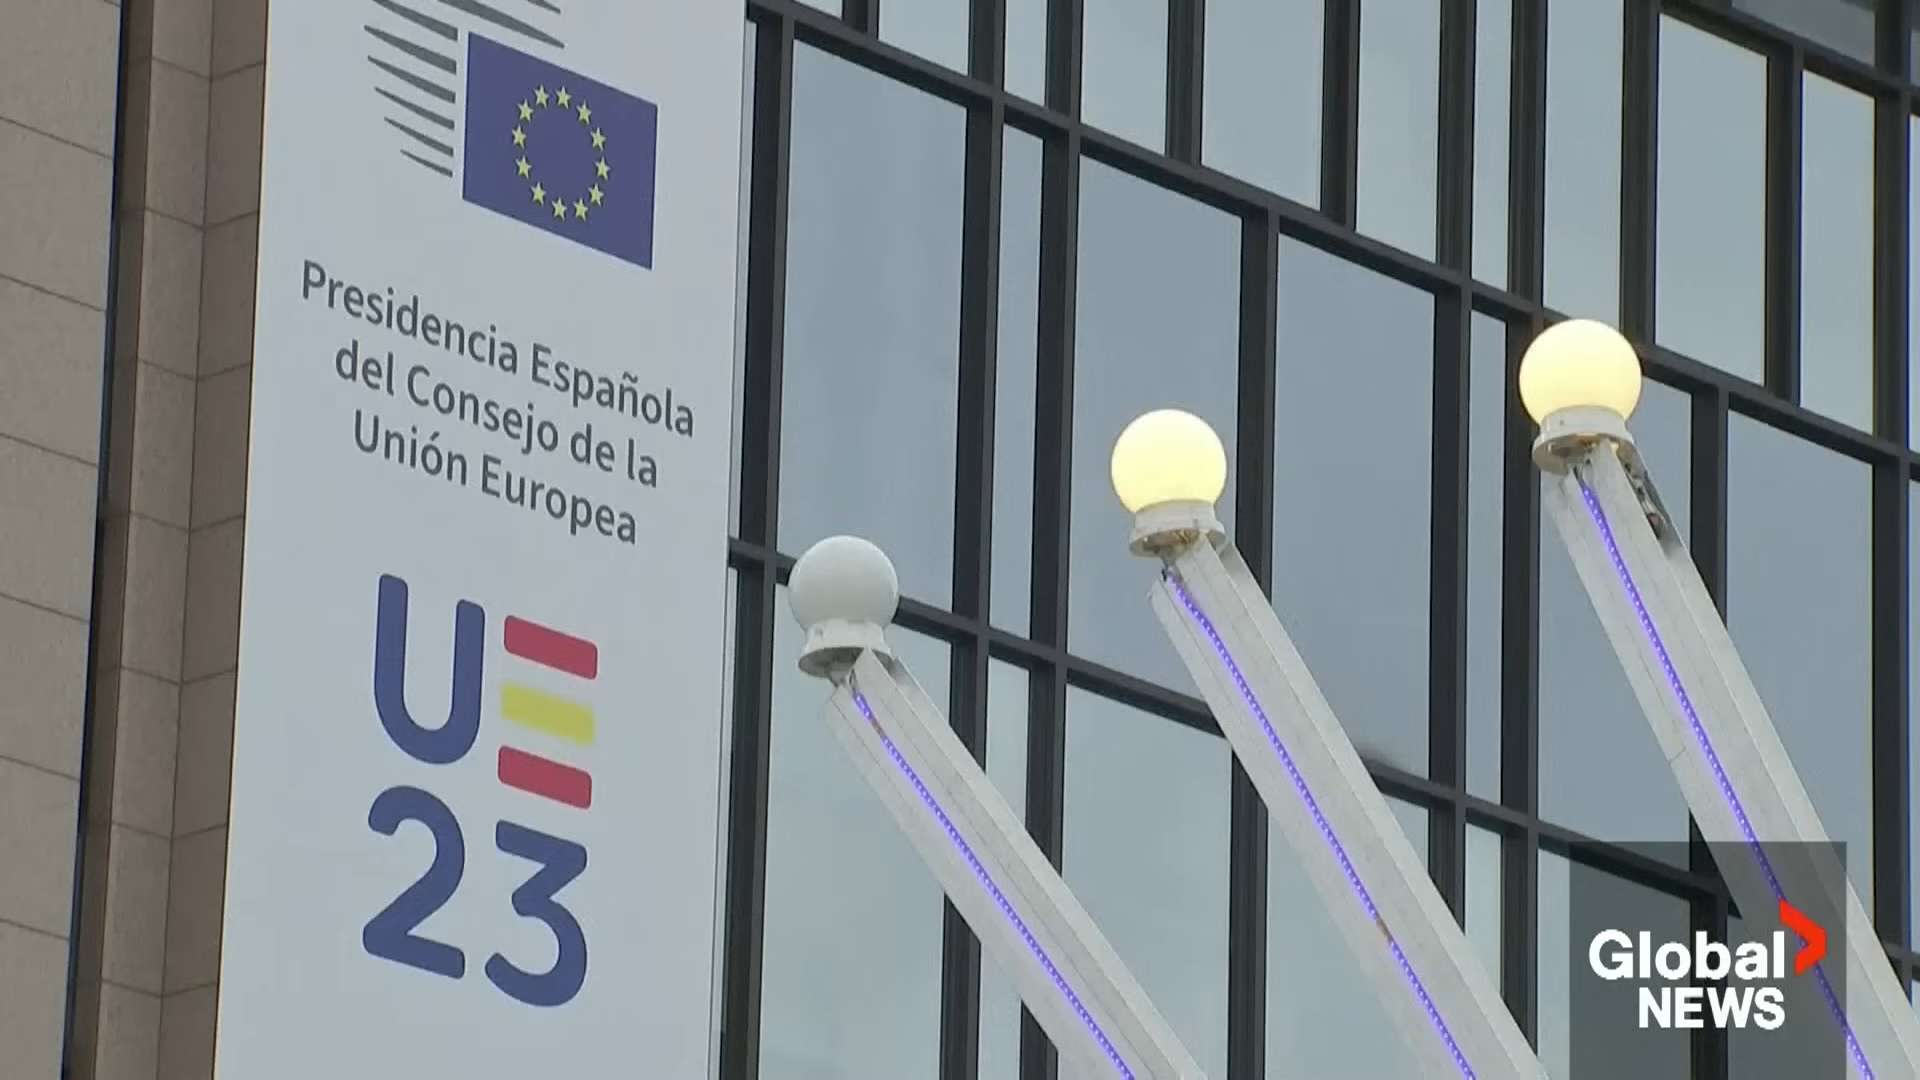 Presidencia Española
del Consejo de la
Unión Europea
UE
23
Global
NEWS